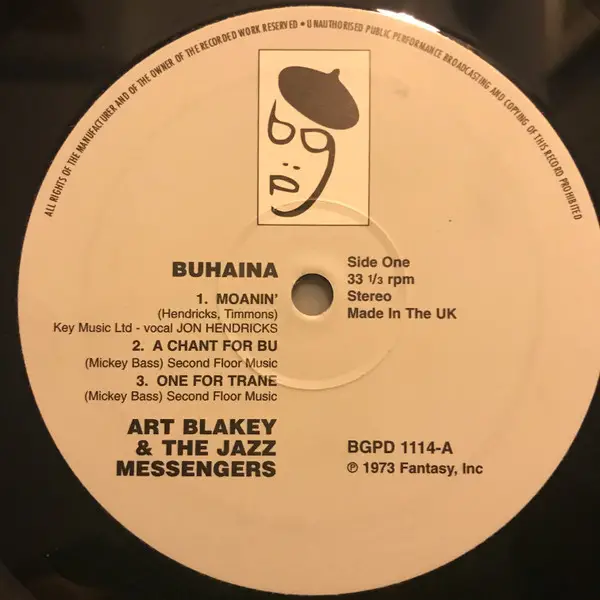 ALL RIGHTS OF THE MANUFACTURER AND OF THE OWNER OF THE RECORDED WORK RESERVED • UNAUTHORISED PUBLIC PERFORMANCE BROADCASTING AND COPYING OF THIS RECORD PROHIBITED
bgp
BUHAINA
1. MOANIN'
(Hendricks, Timmons)
Key Music Ltd - vocal JON HENDRICKS
2. A CHANT FOR BU
(Mickey Bass) Second Floor Music
3. ONE FOR TRANE
(Mickey Bass) Second Floor Music
ART BLAKEY
& THE JAZZ
MESSENGERS
Side One
33 1/3 rpm
Stereo
Made In The UK
BGPD 1114-A
℗ 1973 Fantasy, Inc